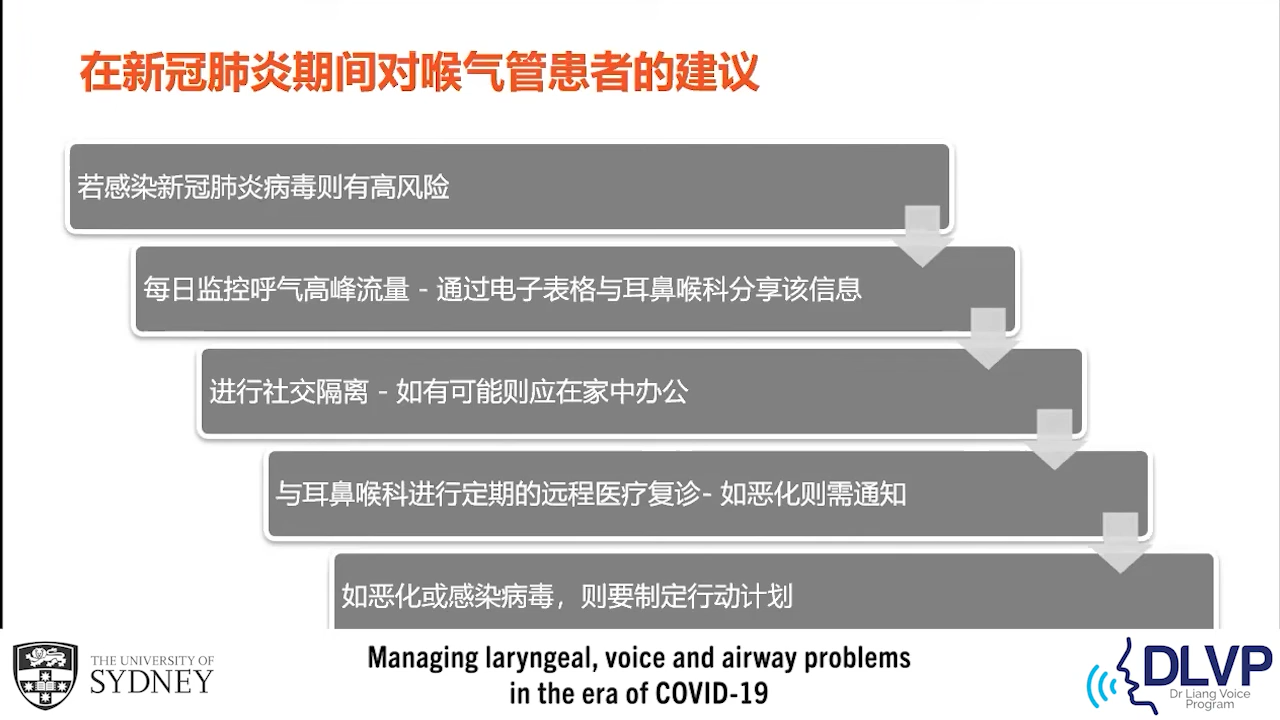 在新冠肺炎期间对喉气管患者的建议
若感染新冠肺炎病毒则有高风险
每日监控呼气高峰流量 - 通过电子表格与耳鼻喉科分享该信息
进行社交隔离 - 如有可能则应在家中办公
与耳鼻喉科进行定期的远程医疗复诊- 如恶化则需通知
如恶化或感染病毒，则要制定行动计划
THE UNIVERSITY OF
SYDNEY
Managing laryngeal, voice and airway problems
in the era of COVID-19
DLVP
Dr Liang Voice
Program